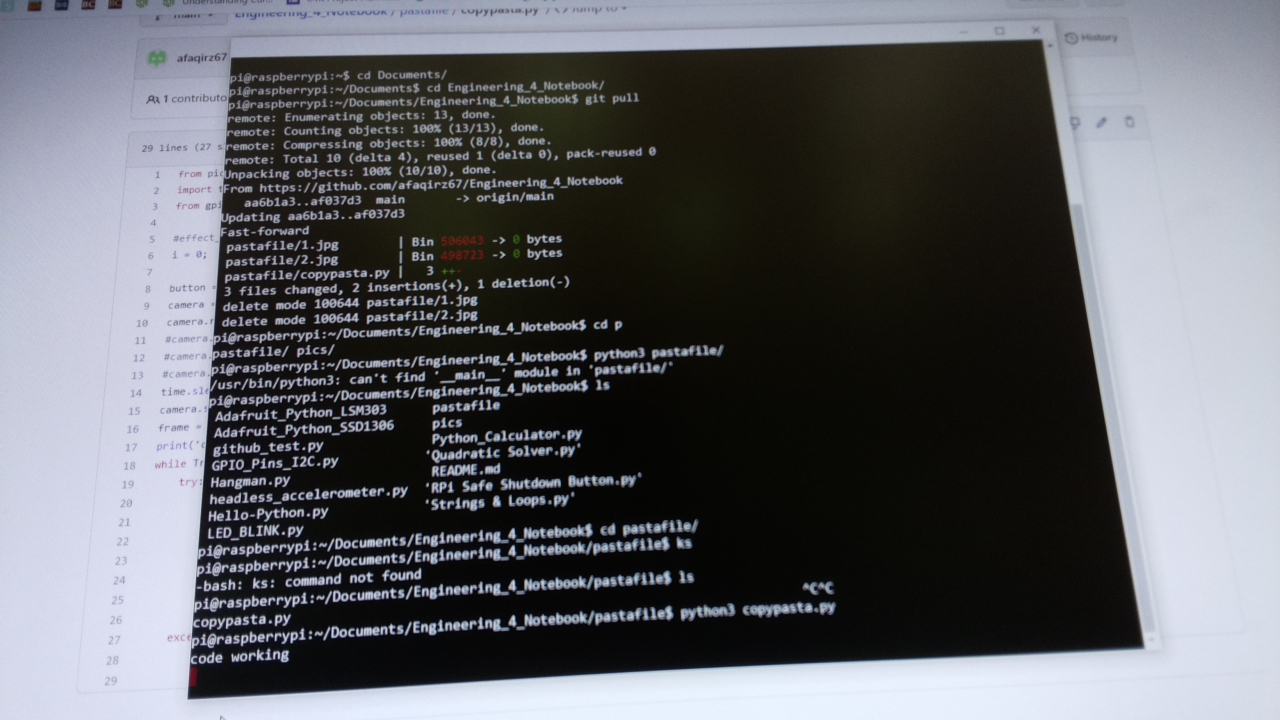 Engineering_4_Notebook / pastafile / copypasta.py / <> Jump to
History
afaqirz67
1 contributo
29 lines (27 s
1 from pic
2 import t
3 from gpi
4
5 #effect_
6 i = 0;
7
8 button =
9 camera =
10 camera.r
11 #camera.
12 #camera.
13 #camera.
14 time.sle
15 camera.s
16 frame =
17 print('c
18 while Tr
19 try:
20
21
22
23
24
25
26
27 exce
28
29
pi@raspberrypi:~$ cd Documents/
pi@raspberrypi:~/Documents$ cd Engineering_4_Notebook/
pi@raspberrypi:~/Documents/Engineering_4_Notebook$ git pull
remote: Enumerating objects: 13, done.
remote: Counting objects: 100% (13/13), done.
remote: Compressing objects: 100% (8/8), done.
remote: Total 10 (delta 4), reused 1 (delta 0), pack-reused 0
Unpacking objects: 100% (10/10), done.
From https://github.com/afaqirz67/Engineering_4_Notebook
aa6b1a3..af037d3 main -> origin/main
Updating aa6b1a3..af037d3
Fast-forward
pastafile/1.jpg | Bin 506043 -> 0 bytes
pastafile/2.jpg | Bin 498723 -> 0 bytes
pastafile/copypasta.py | 3 ++-
3 files changed, 2 insertions(+), 1 deletion(-)
delete mode 100644 pastafile/1.jpg
delete mode 100644 pastafile/2.jpg
pi@raspberrypi:~/Documents/Engineering_4_Notebook$ cd p
pastafile/ pics/
pi@raspberrypi:~/Documents/Engineering_4_Notebook$ python3 pastafile/
/usr/bin/python3: can't find '__main__' module in 'pastafile/'
pi@raspberrypi:~/Documents/Engineering_4_Notebook$ ls
Adafruit_Python_LSM303 pastafile
Adafruit_Python_SSD1306 pics
github_test.py Python_Calculator.py
GPIO_Pins_I2C.py 'Quadratic Solver.py'
Hangman.py README.md
headless_accelerometer.py 'RPi Safe Shutdown Button.py'
Hello-Python.py 'Strings & Loops.py'
LED_BLINK.py
pi@raspberrypi:~/Documents/Engineering_4_Notebook$ cd pastafile/
pi@raspberrypi:~/Documents/Engineering_4_Notebook/pastafile$ ks
-bash: ks: command not found
pi@raspberrypi:~/Documents/Engineering_4_Notebook/pastafile$ ls
copypasta.py ^C^C
pi@raspberrypi:~/Documents/Engineering_4_Notebook/pastafile$ python3 copypasta.py
code working